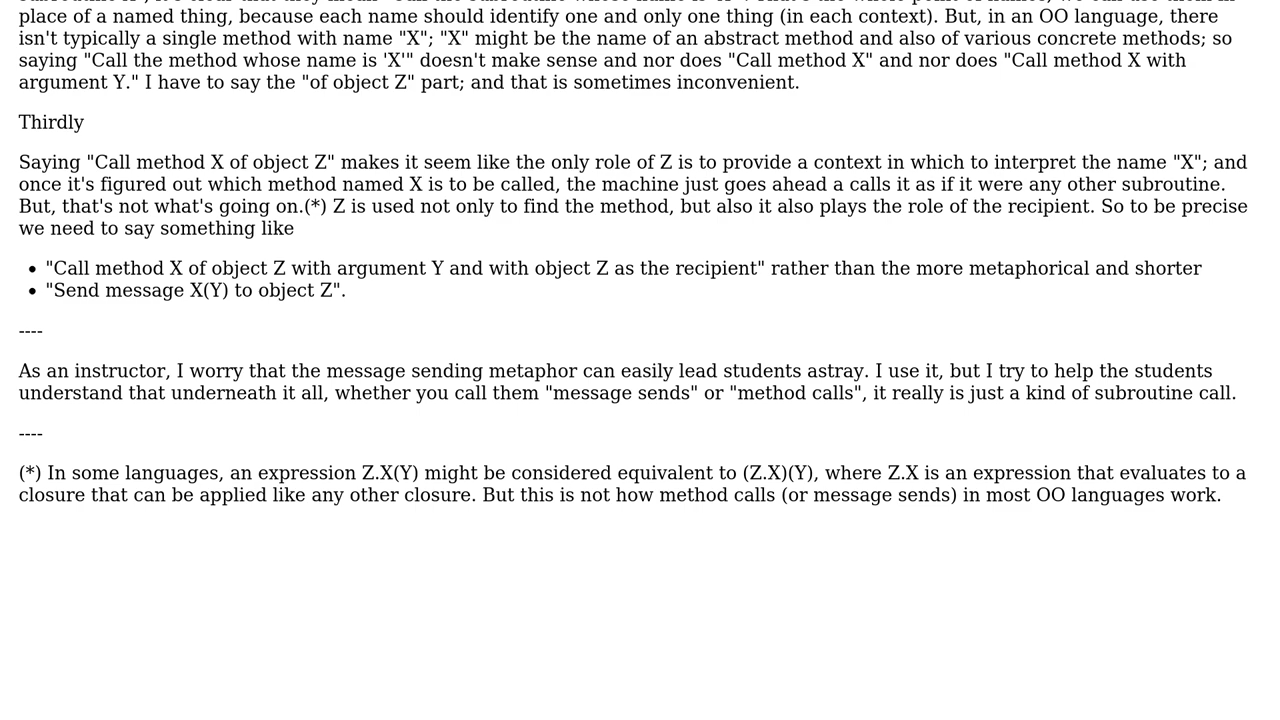 place of a named thing, because each name should identify one and only one thing (in each context). But, in an OO language, there
isn't typically a single method with name "X"; "X" might be the name of an abstract method and also of various concrete methods; so
saying "Call the method whose name is 'X'" doesn't make sense and nor does "Call method X" and nor does "Call method X with
argument Y." I have to say the "of object Z" part; and that is sometimes inconvenient.
Thirdly
Saying "Call method X of object Z" makes it seem like the only role of Z is to provide a context in which to interpret the name "X"; and
once it's figured out which method named X is to be called, the machine just goes ahead a calls it as if it were any other subroutine.
But, that's not what's going on.(*) Z is used not only to find the method, but also it also plays the role of the recipient. So to be precise
we need to say something like
• "Call method X of object Z with argument Y and with object Z as the recipient" rather than the more metaphorical and shorter
• "Send message X(Y) to object Z".
----
As an instructor, I worry that the message sending metaphor can easily lead students astray. I use it, but I try to help the students
understand that underneath it all, whether you call them "message sends" or "method calls", it really is just a kind of subroutine call.
----
(*) In some languages, an expression Z.X(Y) might be considered equivalent to (Z.X)(Y), where Z.X is an expression that evaluates to a
closure that can be applied like any other closure. But this is not how method calls (or message sends) in most OO languages work.